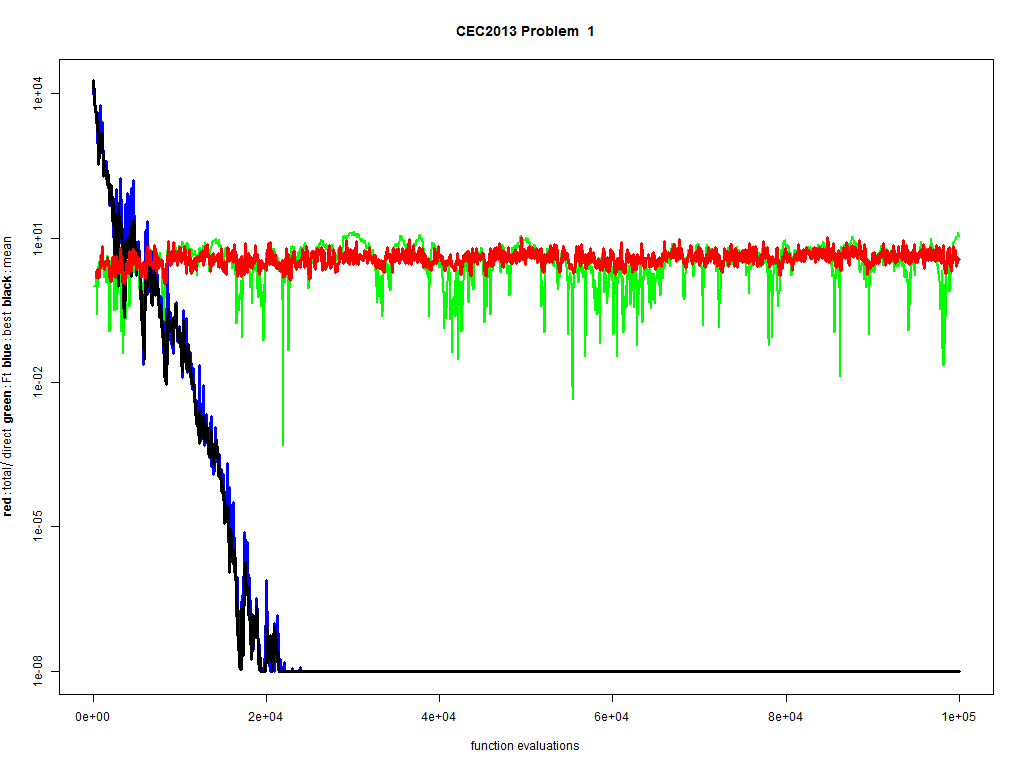 CEC2013 Problem 1
red : total/ direct green : Ft blue : best black : mean
1e+04
1e+01
1e-02
1e-05
1e-08
0e+00 2e+04 4e+04 6e+04 8e+04 1e+05
function evaluations